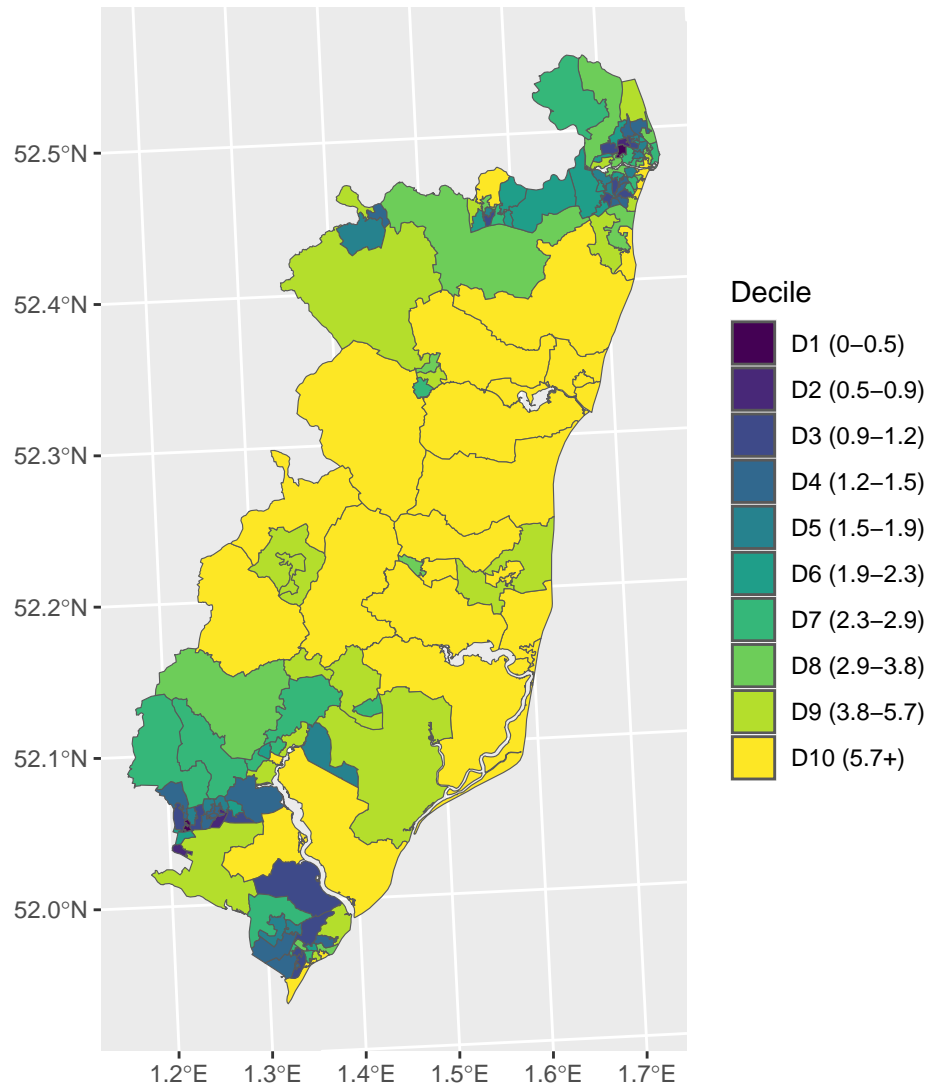 52.5°N
52.4°N
52.3°N
52.2°N
52.1°N
52.0°N
1.2°E 1.3°E 1.4°E 1.5°E 1.6°E 1.7°E
Decile
D1 (0−0.5)
D2 (0.5−0.9)
D3 (0.9−1.2)
D4 (1.2−1.5)
D5 (1.5−1.9)
D6 (1.9−2.3)
D7 (2.3−2.9)
D8 (2.9−3.8)
D9 (3.8−5.7)
D10 (5.7+)